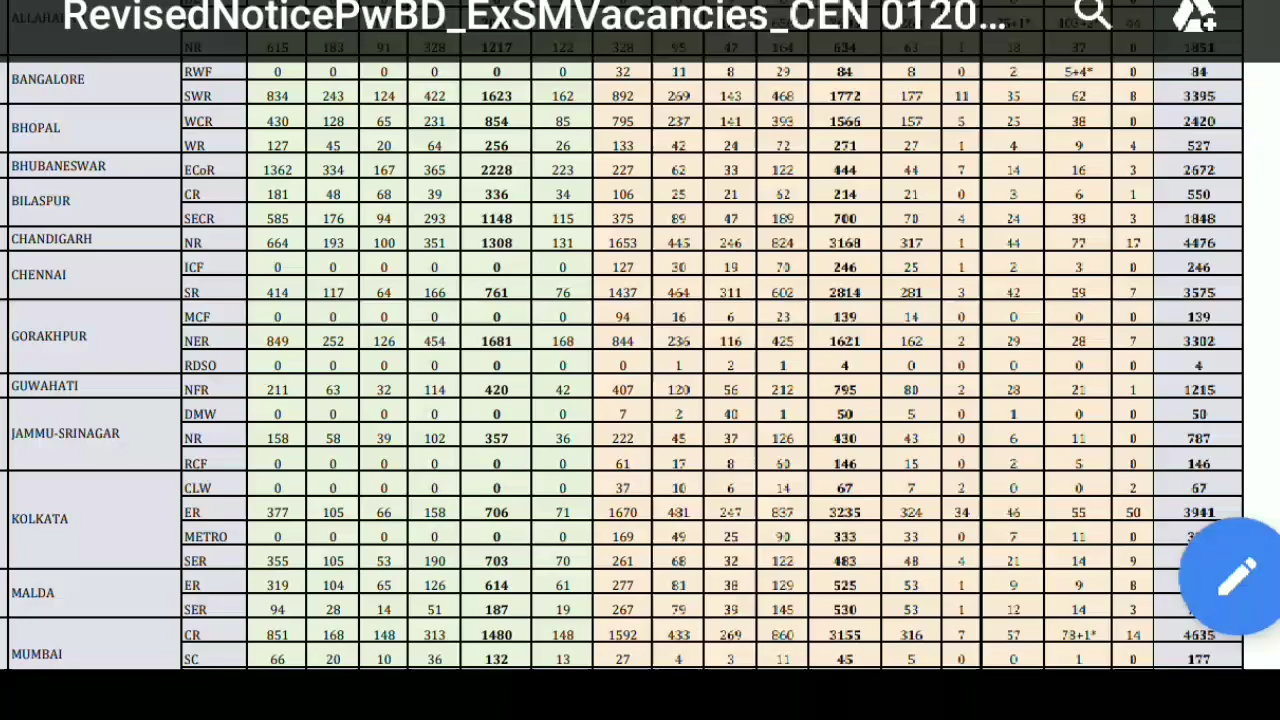 RevisedNoticePwBD_ExSMVacancies_CEN 0120...
NR 615 183 91 328 1217 122 328 95 47 164 634 63 1 18 37 0 1851
BANGALORE RWF 0 0 0 0 0 0 32 11 8 29 84 8 0 2 5+4* 0 84
SWR 834 243 124 422 1623 162 892 269 143 468 1772 177 11 35 62 8 3395
BHOPAL WCR 430 128 65 231 854 85 795 237 141 393 1566 157 5 25 38 0 2420
WR 127 45 20 64 256 26 133 42 24 72 271 27 1 4 9 4 527
BHUBANESWAR ECoR 1362 334 167 365 2228 223 227 62 33 122 444 44 7 14 16 3 2672
BILASPUR CR 181 48 68 39 336 34 106 25 21 62 214 21 0 3 6 1 550
SECR 585 176 94 293 1148 115 375 89 47 189 700 70 4 24 39 3 1848
CHANDIGARH NR 664 193 100 351 1308 131 1653 445 246 824 3168 317 1 44 77 17 4476
CHENNAI ICF 0 0 0 0 0 0 127 30 19 70 246 25 1 2 3 0 246
SR 414 117 64 166 761 76 1437 464 311 602 2814 281 3 42 59 7 3575
GORAKHPUR MCF 0 0 0 0 0 0 94 16 6 23 139 14 0 0 0 0 139
NER 849 252 126 454 1681 168 844 236 116 425 1621 162 2 29 28 7 3302
RDSO 0 0 0 0 0 0 0 1 2 1 4 0 0 0 0 0 4
GUWAHATI NFR 211 63 32 114 420 42 407 120 56 212 795 80 2 28 21 1 1215
JAMMU-SRINAGAR DMW 0 0 0 0 0 0 7 2 40 1 50 5 0 1 0 0 50
NR 158 58 39 102 357 36 222 45 37 126 430 43 0 6 11 0 787
RCF 0 0 0 0 0 0 61 17 8 60 146 15 0 2 5 0 146
KOLKATA CLW 0 0 0 0 0 0 37 10 6 14 67 7 2 0 0 2 67
ER 377 105 66 158 706 71 1670 481 247 837 3235 324 34 46 55 50 3941
METRO 0 0 0 0 0 0 169 49 25 90 333 33 0 7 11 0
SER 355 105 53 190 703 70 261 68 32 122 483 48 4 21 14 9
MALDA ER 319 104 65 126 614 61 277 81 38 129 525 53 1 9 9 8
SER 94 28 14 51 187 19 267 79 39 145 530 53 1 12 14 3
MUMBAI CR 851 168 148 313 1480 148 1592 433 269 860 3155 316 7 57 78+1* 14 4635
SC 66 20 10 36 132 13 27 4 3 11 45 5 0 0 1 0 177